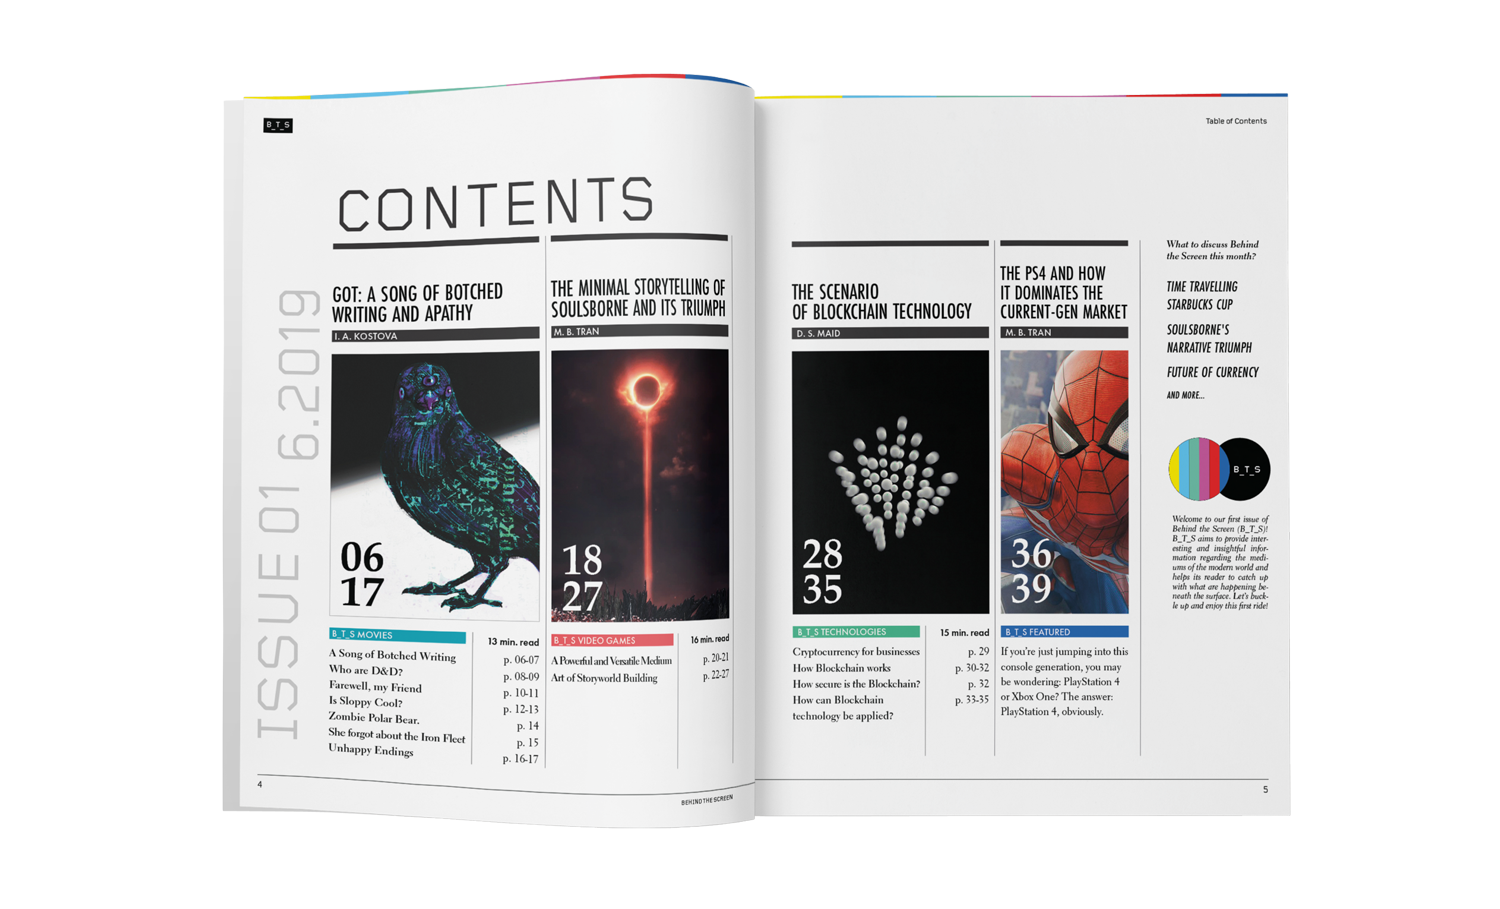 B_T_S
CONTENTS
ISSUE 01 6.2019
GOT: A SONG OF BOTCHED
WRITING AND APATHY
I. A. KOSTOVA
06
17
B_T_S MOVIES
13 min. read
A Song of Botched Writing
p. 06-07
Who are D&D?
p. 08-09
Farewell, my Friend
p. 10-11
Is Sloppy Cool?
p. 12-13
Zombie Polar Bear.
p. 14
She forgot about the Iron Fleet
p. 15
Unhappy Endings
p. 16-17
THE MINIMAL STORYTELLING OF
SOULSBORNE AND ITS TRIUMPH
M. B. TRAN
18
27
B_T_S VIDEO GAMES
16 min. read
A Powerful and Versatile Medium
p. 20-21
Art of Storyworld Building
p. 22-27
4
BEHIND THE SCREEN
Table of Contents
THE SCENARIO
OF BLOCKCHAIN TECHNOLOGY
D. S. MAID
28
35
B_T_S TECHNOLOGIES
15 min. read
Cryptocurrency for businesses
p. 29
How Blockchain works
p. 30-32
How secure is the Blockchain?
p. 32
How can Blockchain
p. 33-35
technology be applied?
THE PS4 AND HOW
IT DOMINATES THE
CURRENT-GEN MARKET
M. B. TRAN
36
39
B_T_S FEATURED
If you're just jumping into this
console generation, you may
be wondering: PlayStation 4
or Xbox One? The answer:
PlayStation 4, obviously.
What to discuss Behind
the Screen this month?
TIME TRAVELLING
STARBUCKS CUP
SOULSBORNE'S
NARRATIVE TRIUMPH
FUTURE OF CURRENCY
AND MORE...
B_T_S
Welcome to our first issue of
Behind the Screen (B_T_S)!
B_T_S aims to provide inter-
esting and insightful infor-
mation regarding the medi-
ums of the modern world and
helps its reader to catch up
with what are happening be-
neath the surface. Let's buck-
le up and enjoy this first ride!
5